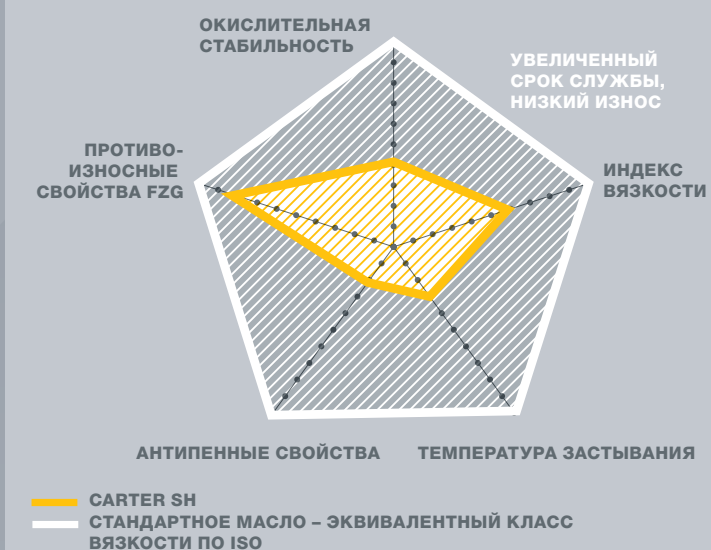 ОКИСЛИТЕЛЬНАЯ
СТАБИЛЬНОСТЬ
УВЕЛИЧЕННЫЙ
СРОК СЛУЖБЫ,
НИЗКИЙ ИЗНОС
ПРОТИВО-
ИЗНОСНЫЕ
СВОЙСТВА FZG
ИНДЕКС
ВЯЗКОСТИ
АНТИПЕННЫЕ СВОЙСТВА
ТЕМПЕРАТУРА ЗАСТЫВАНИЯ
CARTER SH
СТАНДАРТНОЕ МАСЛО – ЭКВИВАЛЕНТНЫЙ КЛАСС
ВЯЗКОСТИ ПО ISO